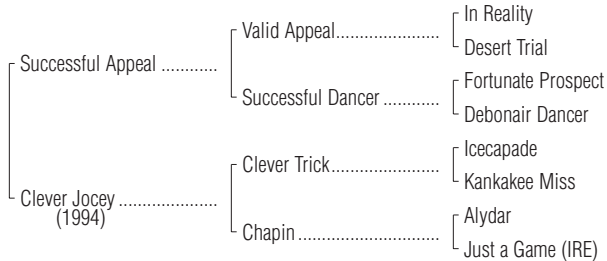 In Reality
Valid Appeal
Desert Trial
Successful Appeal
Fortunate Prospect
Successful Dancer
Debonair Dancer
Icecapade
Clever Trick
Kankakee Miss
Clever Jocey
(1994)
Alydar
Chapin
Just a Game (IRE)